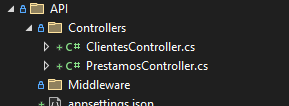 API
Controllers
C# ClientesController.cs
C# PrestamosController.cs
Middleware
appsettings.json